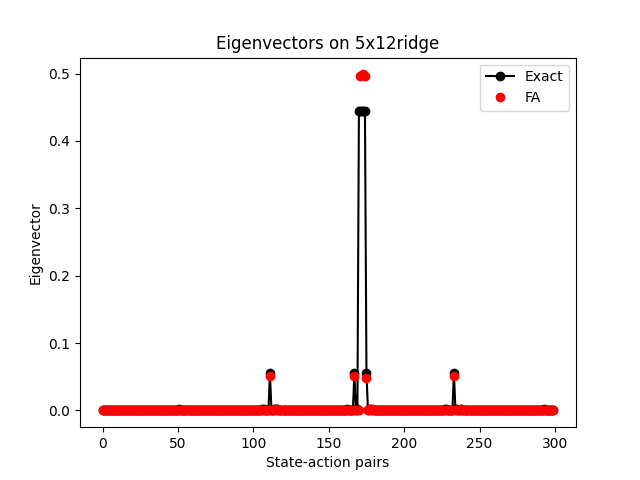 Eigenvectors on 5x12ridge
Exact
FA
Eigenvector
0.5
0.4
0.3
0.2
0.1
0.0
0 50 100 150 200 250 300
State-action pairs